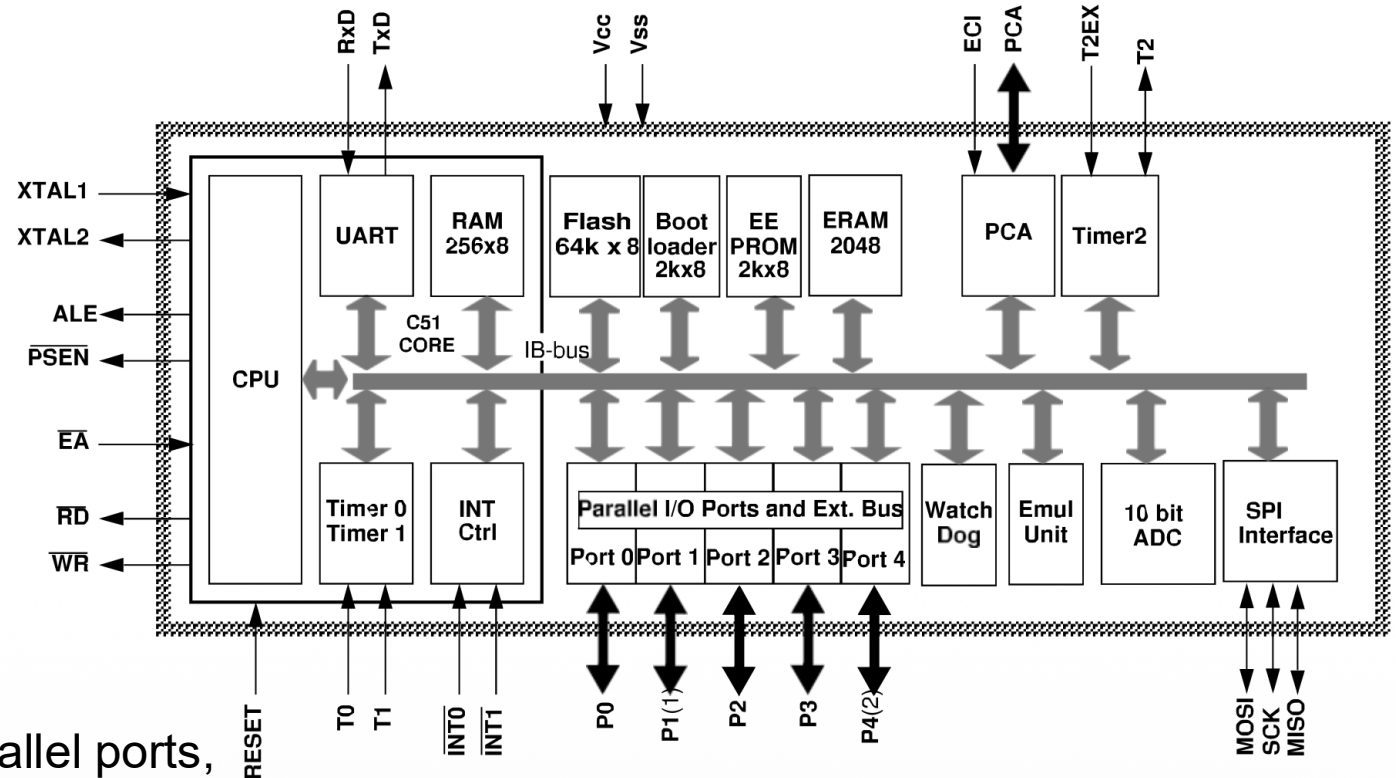 RxD
TxD
Vcc
Vss
ECI
PCA
T2EX
T2
XTAL1
XTAL2
ALE
PSEN
EA
RD
WR
CPU
UART
RAM
256x8
Flash
64k x 8
Boot
loader
2kx8
EE
PROM
2kx8
ERAM
2048
PCA
Timer2
C51
CORE
IB-bus
Timer 0
Timer 1
INT
Ctrl
Parallel I/O Ports and Ext. Bus
Port 0
Port 1
Port 2
Port 3
Port 4
Watch
Dog
Emul
Unit
10 bit
ADC
SPI
Interface
RESET
T0
T1
INT0
INT1
P0
P1(1)
P2
P3
P4(2)
MOSI
SCK
MISO
allel ports,